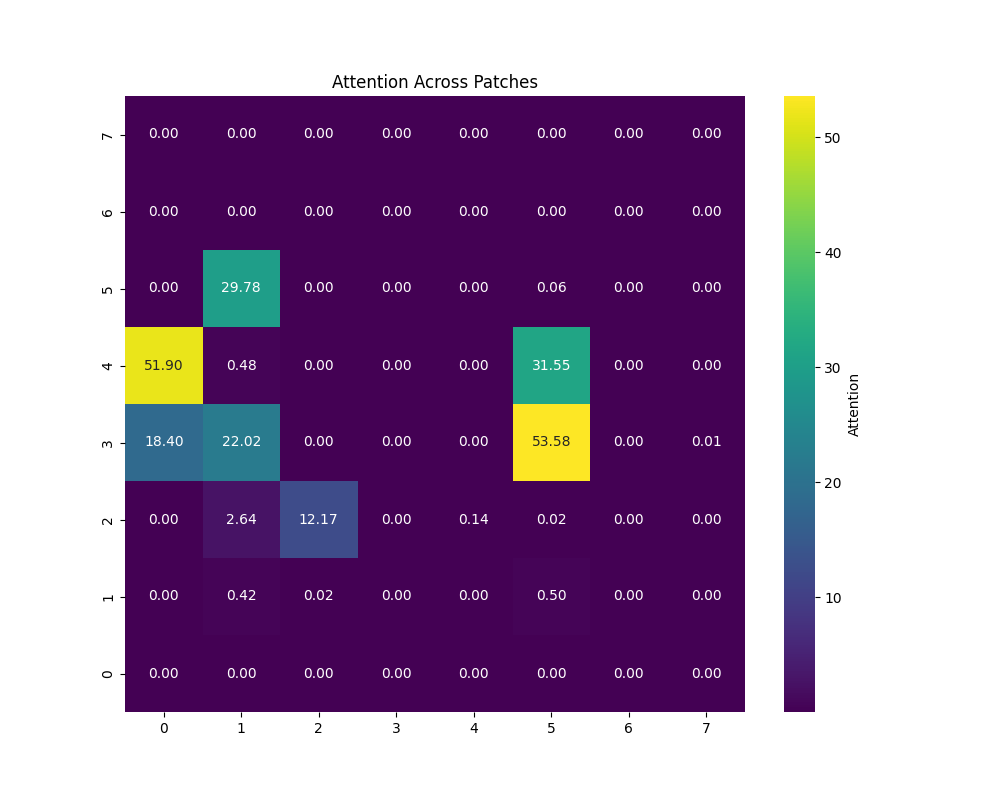 Attention Across Patches
7 0.00 0.00 0.00 0.00 0.00 0.00 0.00 0.00
6 0.00 0.00 0.00 0.00 0.00 0.00 0.00 0.00
5 0.00 29.78 0.00 0.00 0.00 0.06 0.00 0.00
4 51.90 0.48 0.00 0.00 0.00 31.55 0.00 0.00
3 18.40 22.02 0.00 0.00 0.00 53.58 0.00 0.01
2 0.00 2.64 12.17 0.00 0.14 0.02 0.00 0.00
1 0.00 0.42 0.02 0.00 0.00 0.50 0.00 0.00
0 0.00 0.00 0.00 0.00 0.00 0.00 0.00 0.00
0 1 2 3 4 5 6 7
50
40
30
20
10
Attention